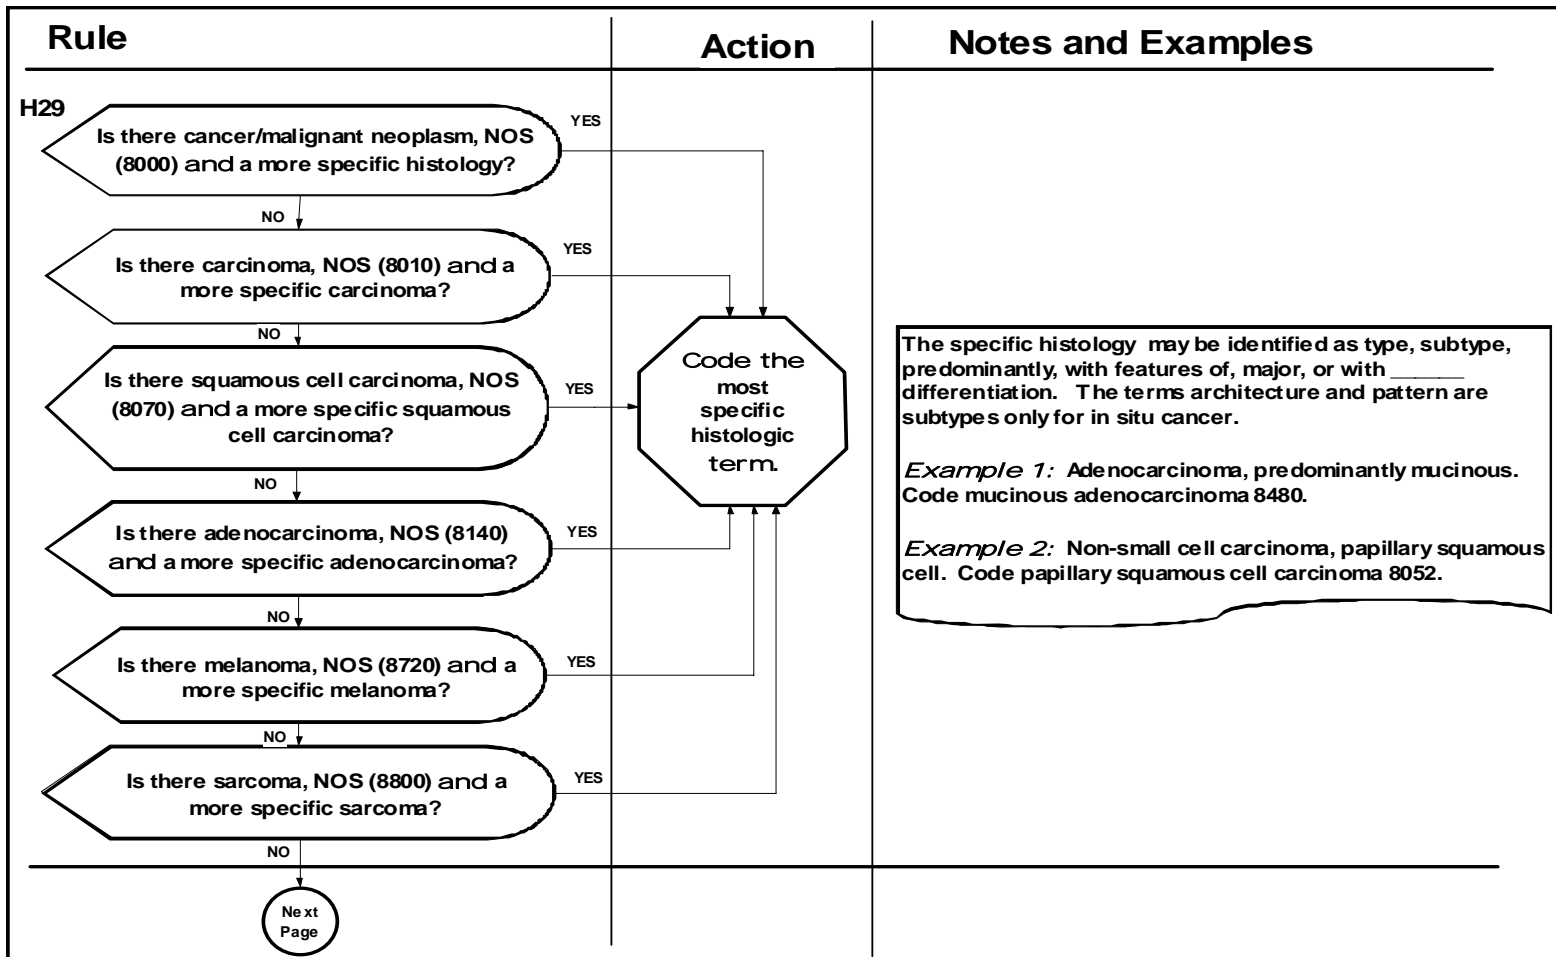 Rule
Action
Notes and Examples
H29
Is there cancer/malignant neoplasm, NOS
(8000) and a more specific histology?
YES
NO
Is there carcinoma, NOS (8010) and a
more specific carcinoma?
YES
NO
Is there squamous cell carcinoma, NOS
(8070) and a more specific squamous
cell carcinoma?
YES
NO
Is there adenocarcinoma, NOS (8140)
and a more specific adenocarcinoma?
YES
NO
Is there melanoma, NOS (8720) and a
more specific melanoma?
YES
NO
Is there sarcoma, NOS (8800) and a
more specific sarcoma?
YES
NO
Next
Page
Code the
most
specific
histologic
term.
The specific histology may be identified as type, subtype,
predominantly, with features of, major, or with ______
differentiation. The terms architecture and pattern are
subtypes only for in situ cancer.
Example 1: Adenocarcinoma, predominantly mucinous.
Code mucinous adenocarcinoma 8480.
Example 2: Non-small cell carcinoma, papillary squamous
cell. Code papillary squamous cell carcinoma 8052.